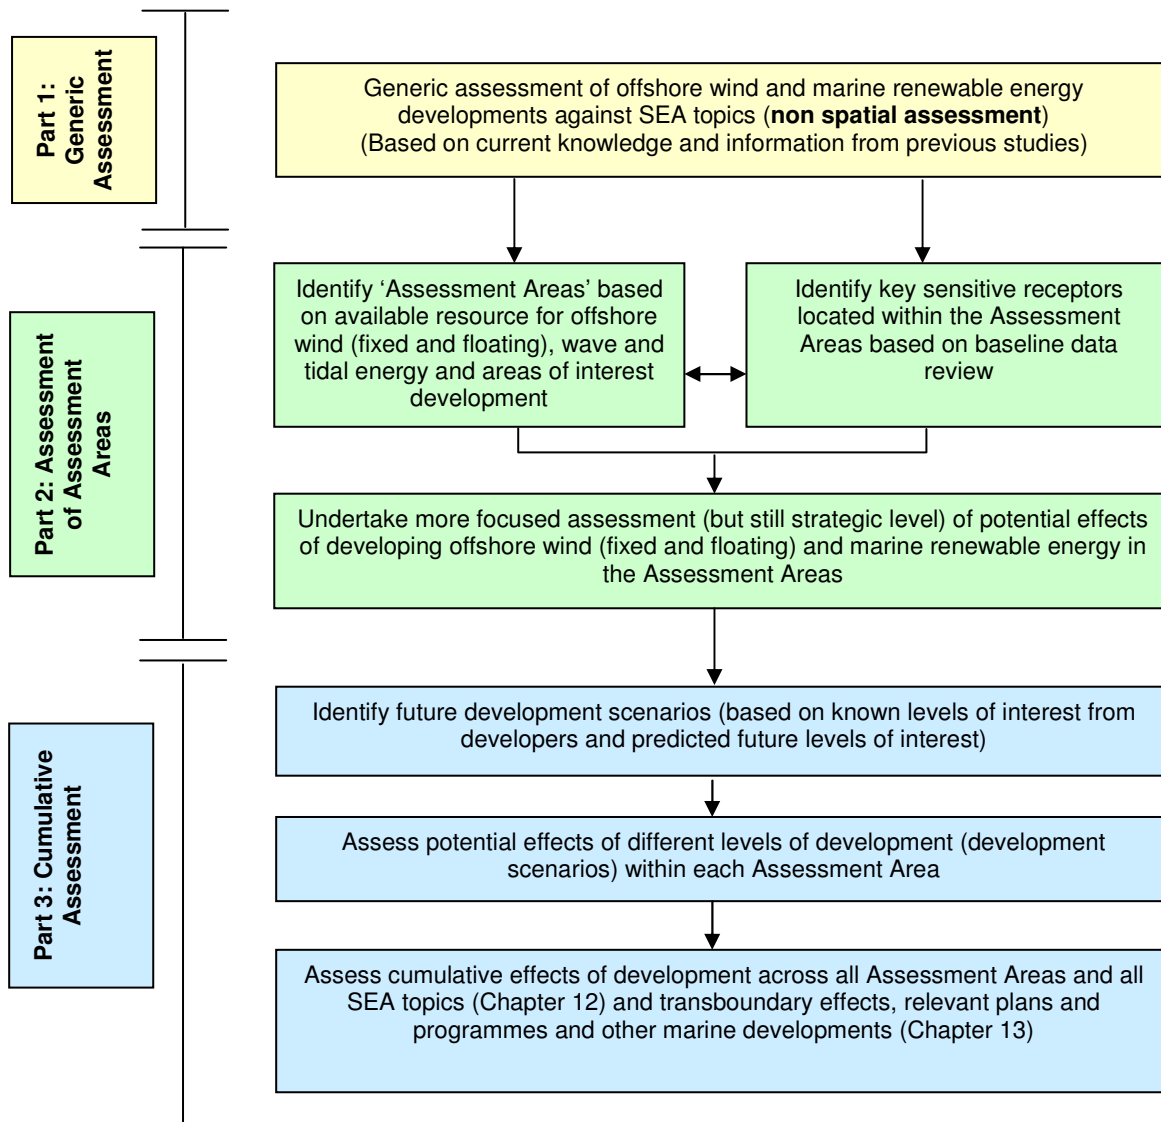 Part 1:
Generic
Assessment
Generic assessment of offshore wind and marine renewable energy
developments against SEA topics (non spatial assessment)
(Based on current knowledge and information from previous studies)
Part 2: Assessment
of Assessment
Areas
Identify ‘Assessment Areas’ based
on available resource for offshore
wind (fixed and floating), wave and
tidal energy and areas of interest
development
Identify key sensitive receptors
located within the Assessment
Areas based on baseline data
review
Undertake more focused assessment (but still strategic level) of potential effects
of developing offshore wind (fixed and floating) and marine renewable energy in
the Assessment Areas
Part 3: Cumulative
Assessment
Identify future development scenarios (based on known levels of interest from
developers and predicted future levels of interest)
Assess potential effects of different levels of development (development
scenarios) within each Assessment Area
Assess cumulative effects of development across all Assessment Areas and all
SEA topics (Chapter 12) and transboundary effects, relevant plans and
programmes and other marine developments (Chapter 13)